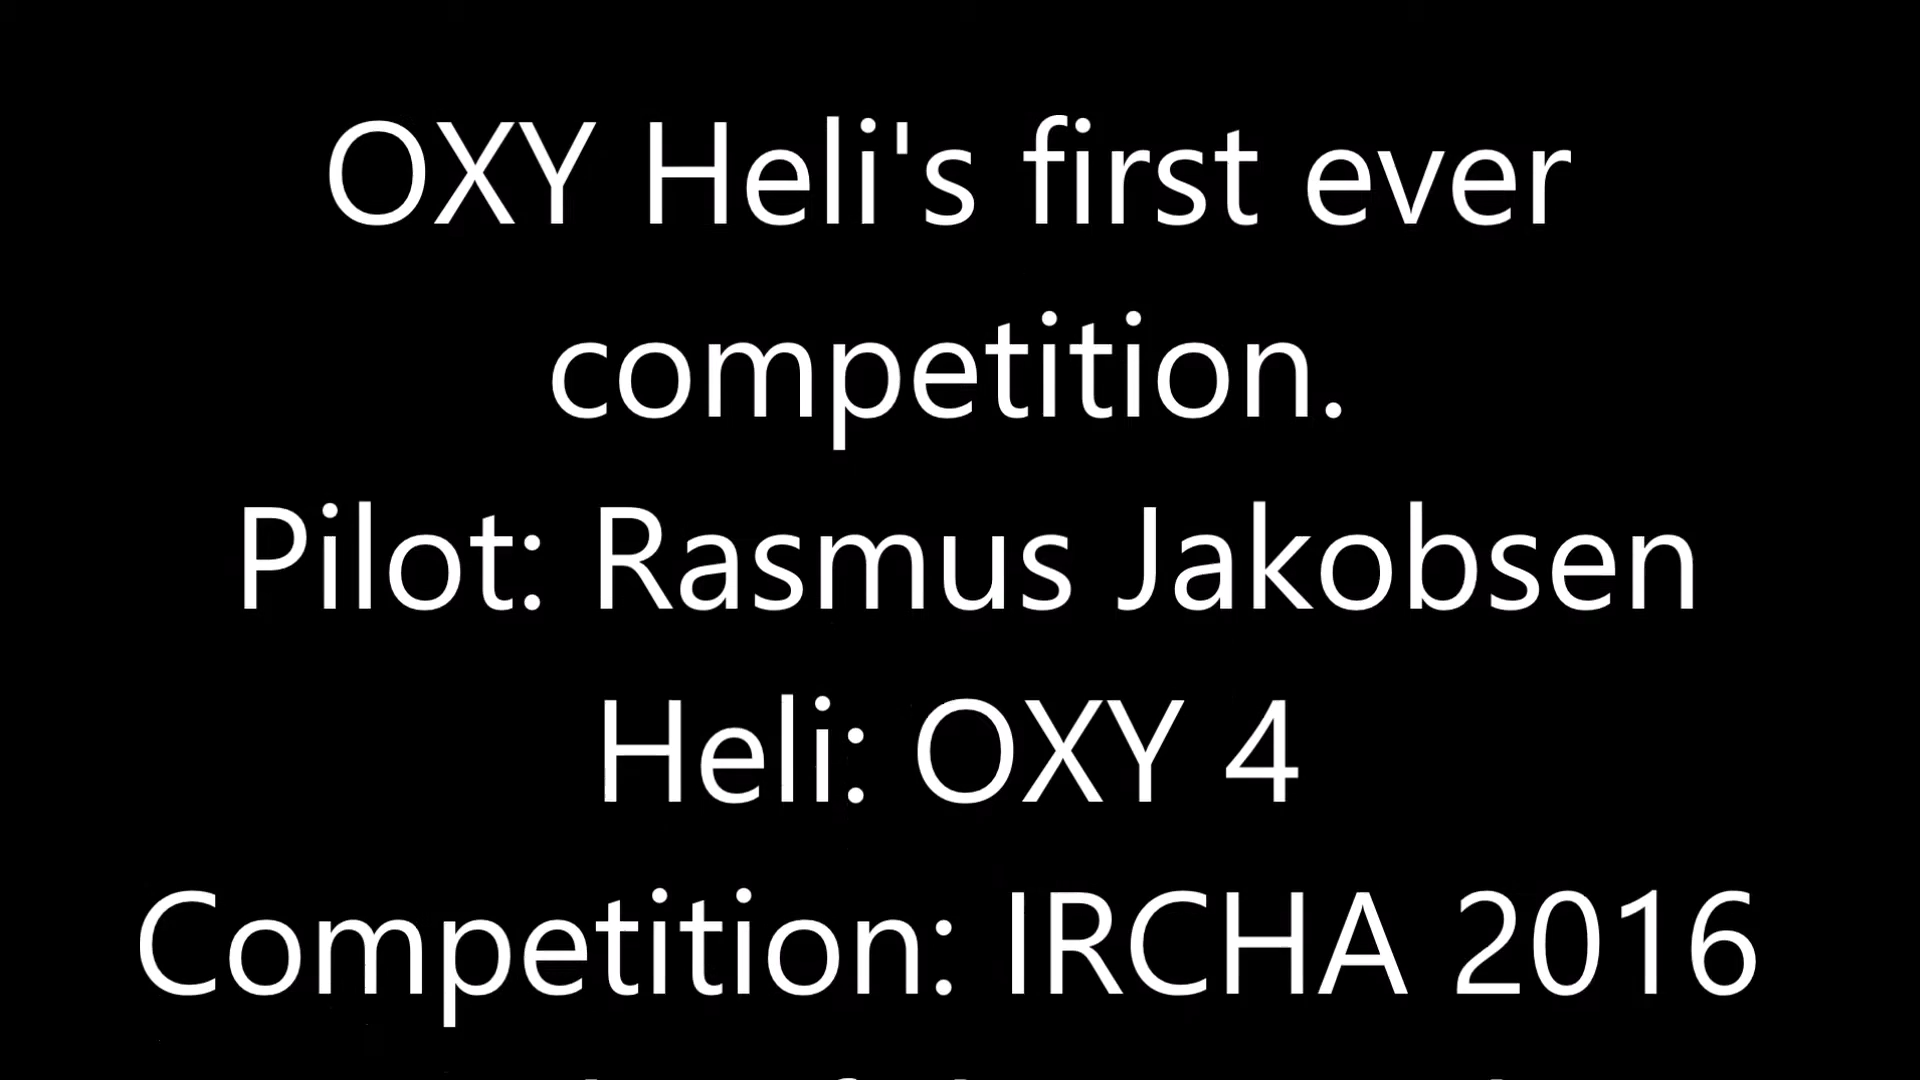 OXY Heli's first ever
competition.
Pilot: Rasmus Jakobsen
Heli: OXY 4
Competition: IRCHA 2016